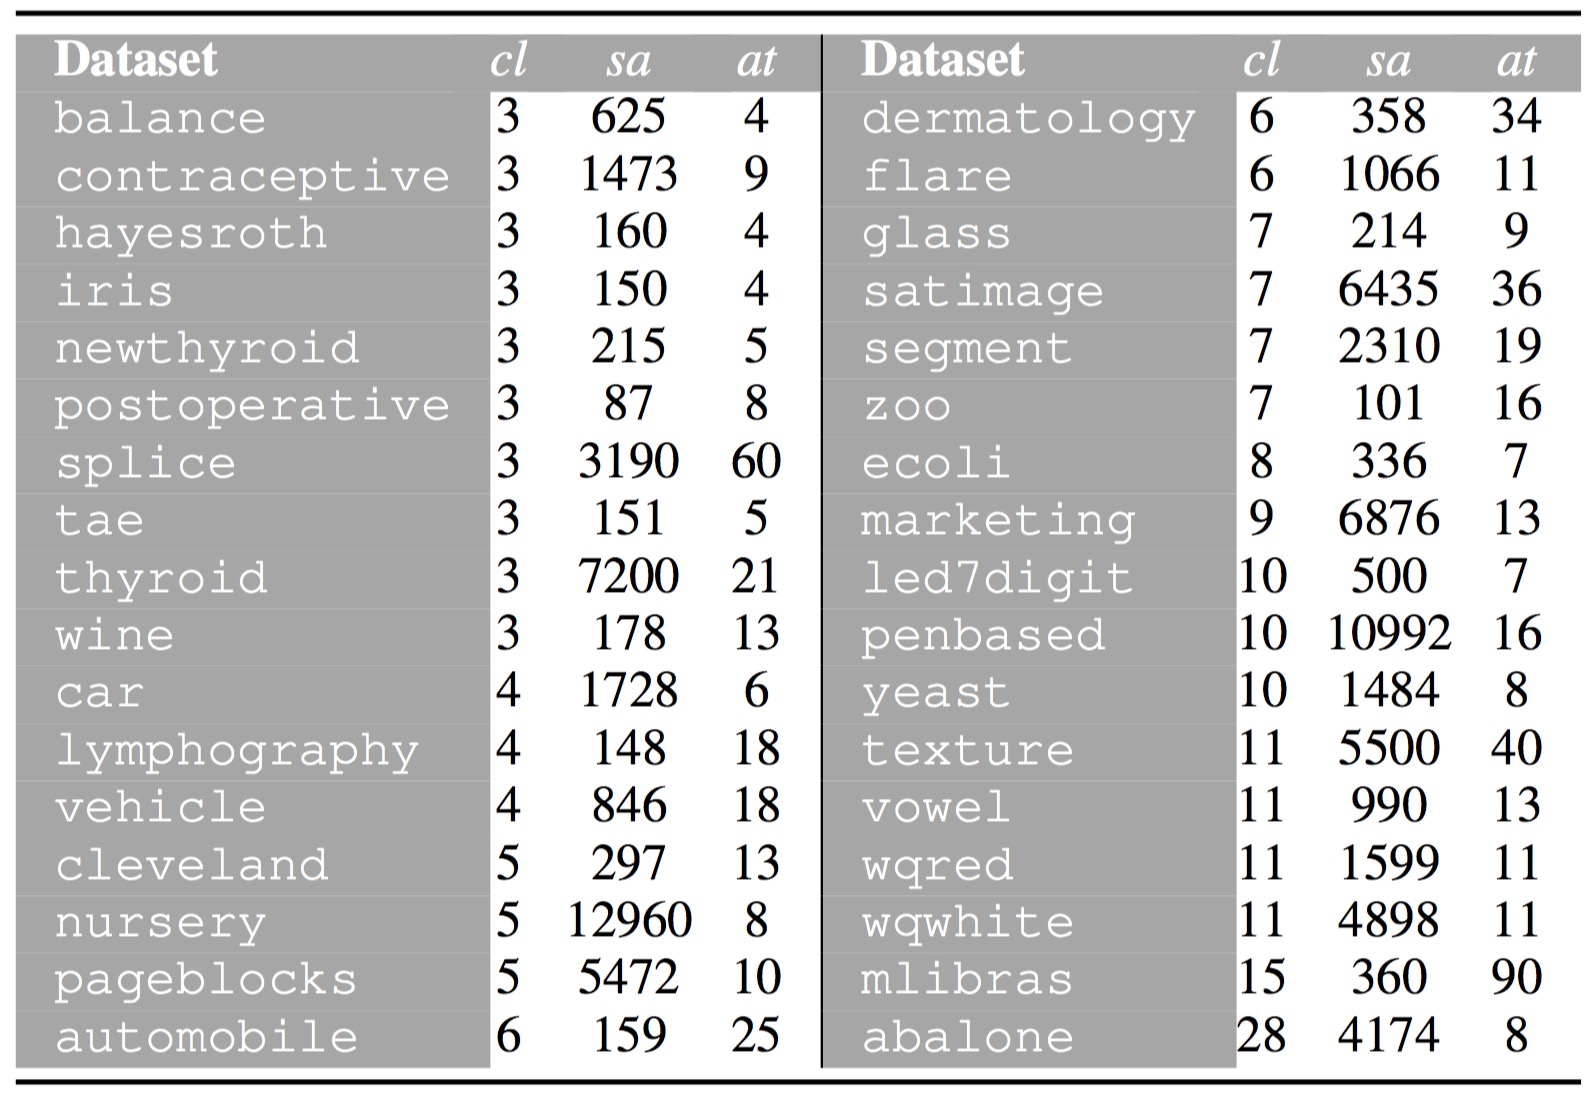 Dataset cl sa at Dataset cl sa at
balance 3 625 4 dermatology 6 358 34
contraceptive 3 1473 9 flare 6 1066 11
hayesroth 3 160 4 glass 7 214 9
iris 3 150 4 satimage 7 6435 36
newthyroid 3 215 5 segment 7 2310 19
postoperative 3 87 8 zoo 7 101 16
splice 3 3190 60 ecoli 8 336 7
tae 3 151 5 marketing 9 6876 13
thyroid 3 7200 21 led7digit 10 500 7
wine 3 178 13 penbased 10 10992 16
car 4 1728 6 yeast 10 1484 8
lymphography 4 148 18 texture 11 5500 40
vehicle 4 846 18 vowel 11 990 13
cleveland 5 297 13 wqred 11 1599 11
nursery 5 12960 8 wqwhite 11 4898 11
pageblocks 5 5472 10 mlibras 15 360 90
automobile 6 159 25 abalone 28 4174 8